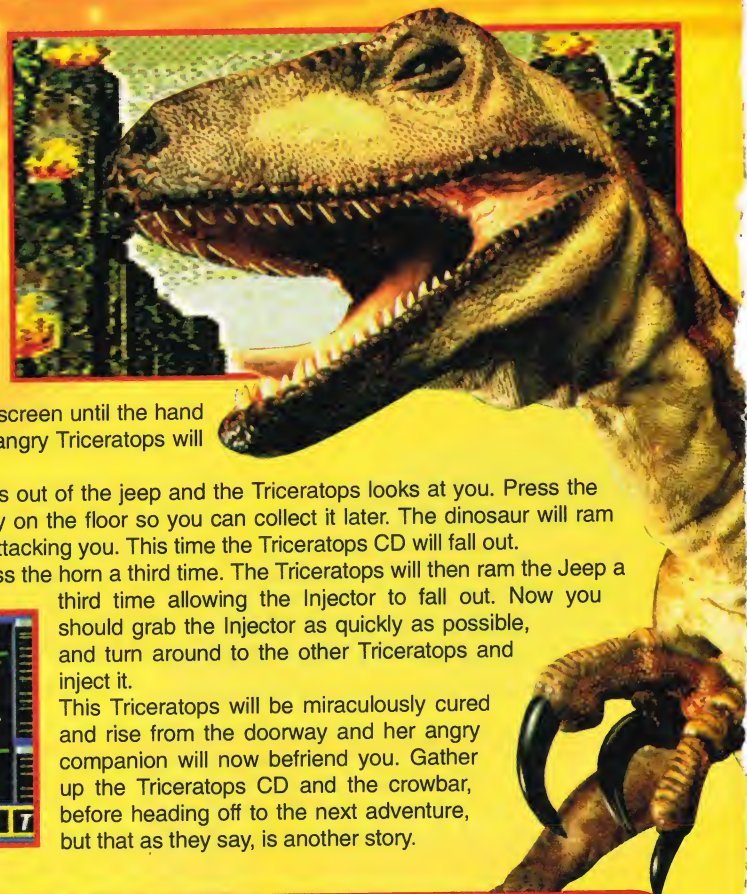 screen until the hand
angry Triceratops will
s out of the jeep and the Triceratops looks at you. Press the
y on the floor so you can collect it later. The dinosaur will ram
ttacking you. This time the Triceratops CD will fall out.
ss the horn a third time. The Triceratops will then ram the Jeep a
third time allowing the Injector to fall out. Now you
should grab the Injector as quickly as possible,
and turn around to the other Triceratops and
inject it.
This Triceratops will be miraculously cured
and rise from the doorway and her angry
companion will now befriend you. Gather
up the Triceratops CD and the crowbar,
before heading off to the next adventure,
but that as they say, is another story.
T